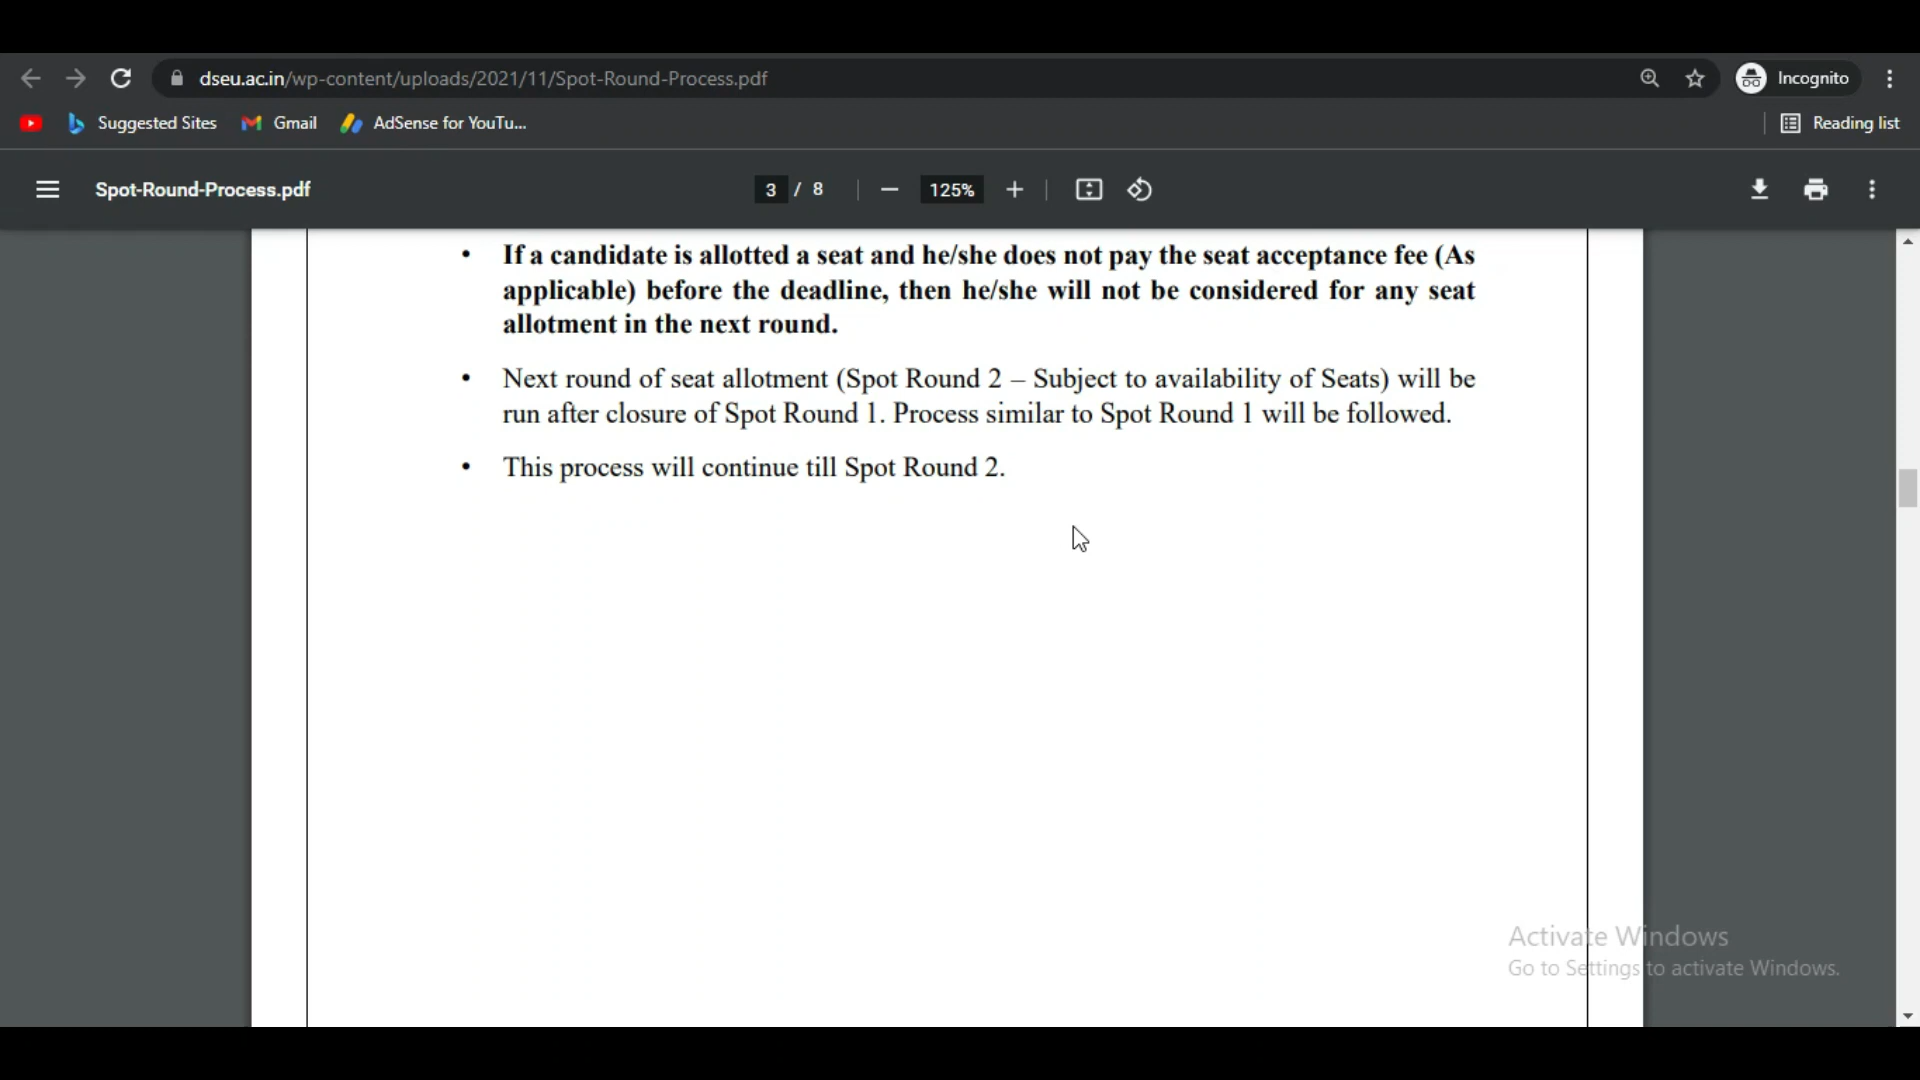 dseu.ac.in/wp-content/uploads/2021/11/Spot-Round-Process.pdf
Incognito
Suggested Sites
Gmail
AdSense for YouTu...
Reading list
Spot-Round-Process.pdf
3 / 8
125%
• If a candidate is allotted a seat and he/she does not pay the seat acceptance fee (As
applicable) before the deadline, then he/she will not be considered for any seat
allotment in the next round.
• Next round of seat allotment (Spot Round 2 – Subject to availability of Seats) will be
run after closure of Spot Round 1. Process similar to Spot Round 1 will be followed.
• This process will continue till Spot Round 2.
Activate Windows
Go to Settings to activate Windows.